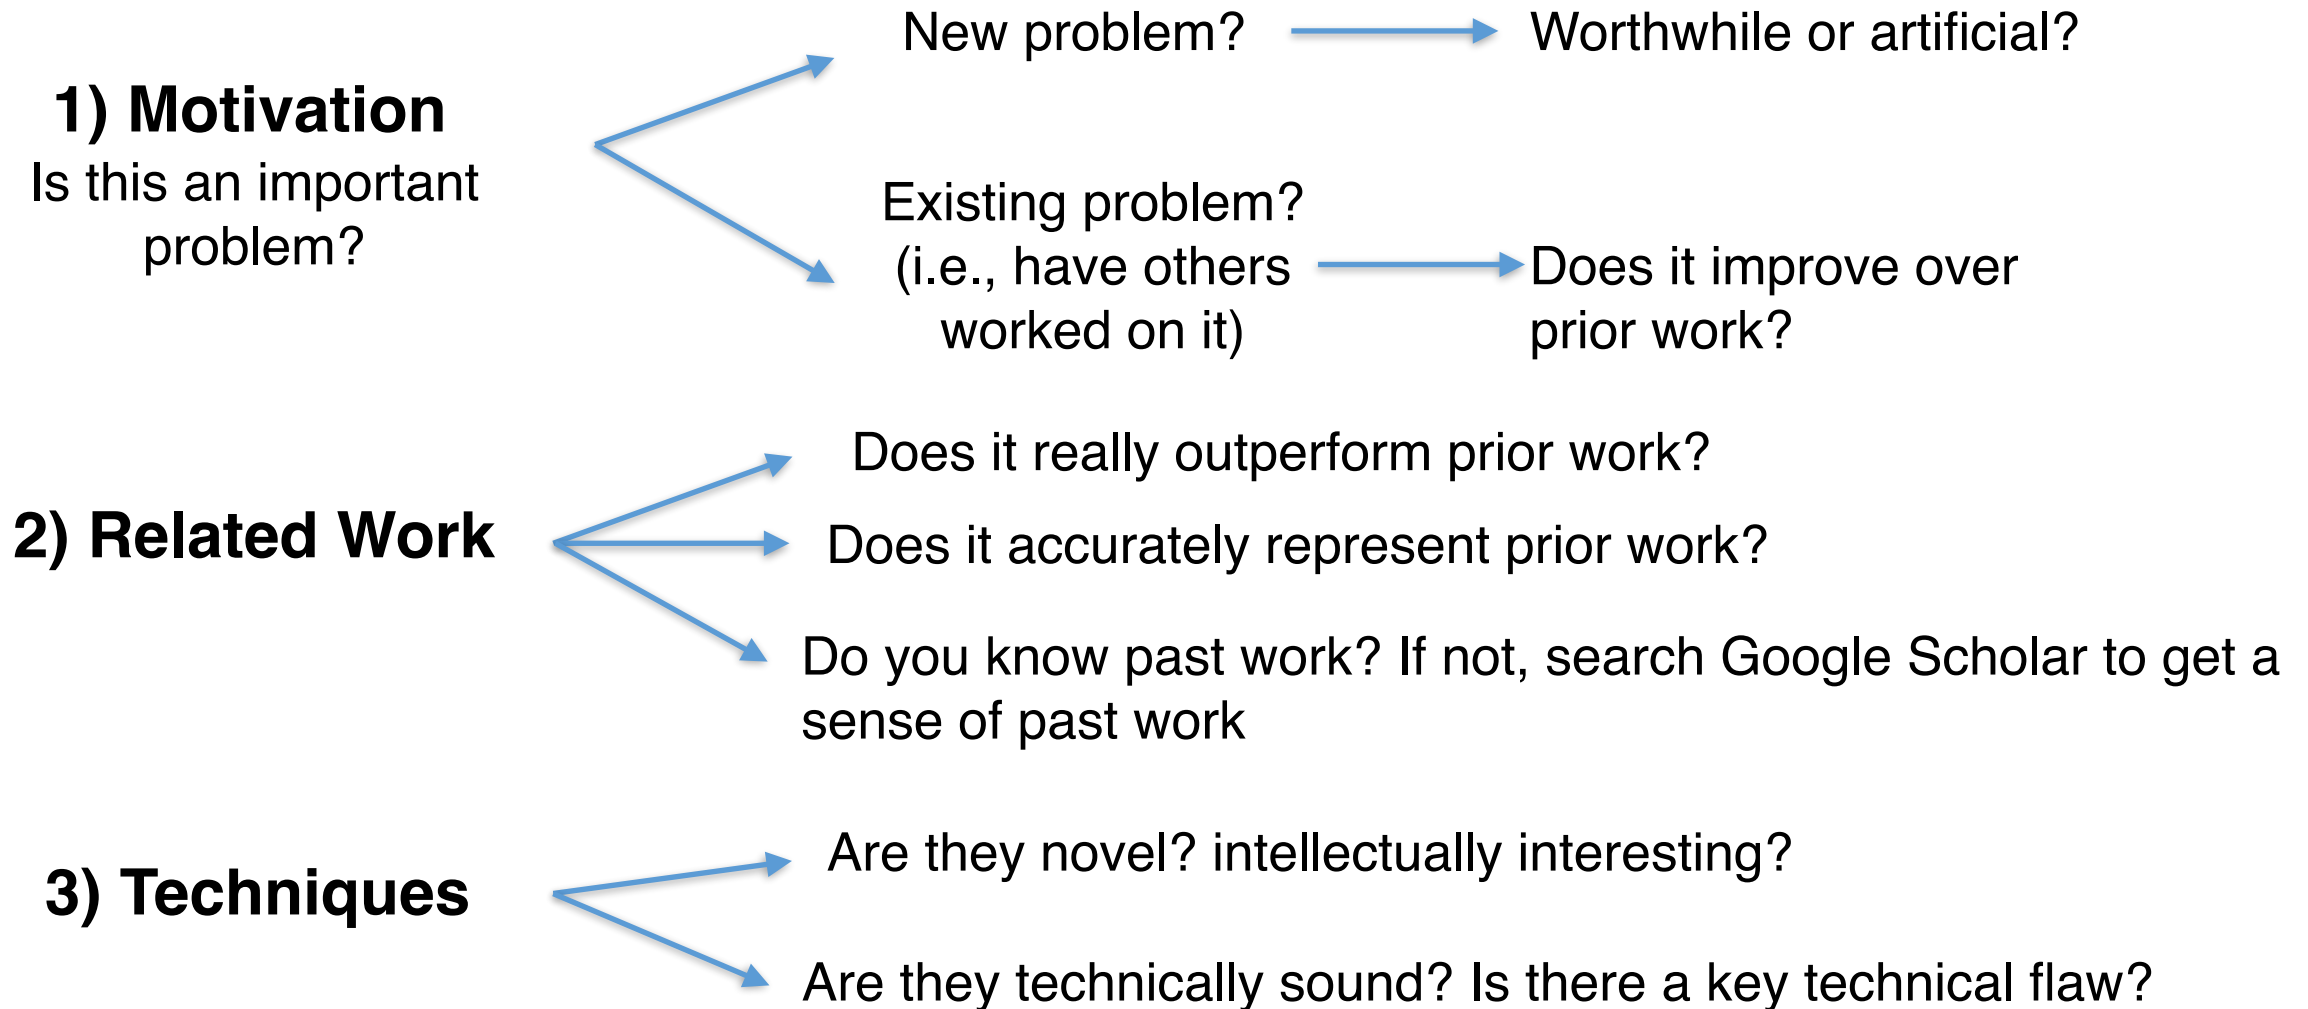 New problem?
Worthwhile or artificial?
1) Motivation
Is this an important
problem?
Existing problem?
(i.e., have others
worked on it)
Does it improve over
prior work?
Does it really outperform prior work?
2) Related Work
Does it accurately represent prior work?
Do you know past work? If not, search Google Scholar to get a
sense of past work
3) Techniques
Are they novel? intellectually interesting?
Are they technically sound? Is there a key technical flaw?